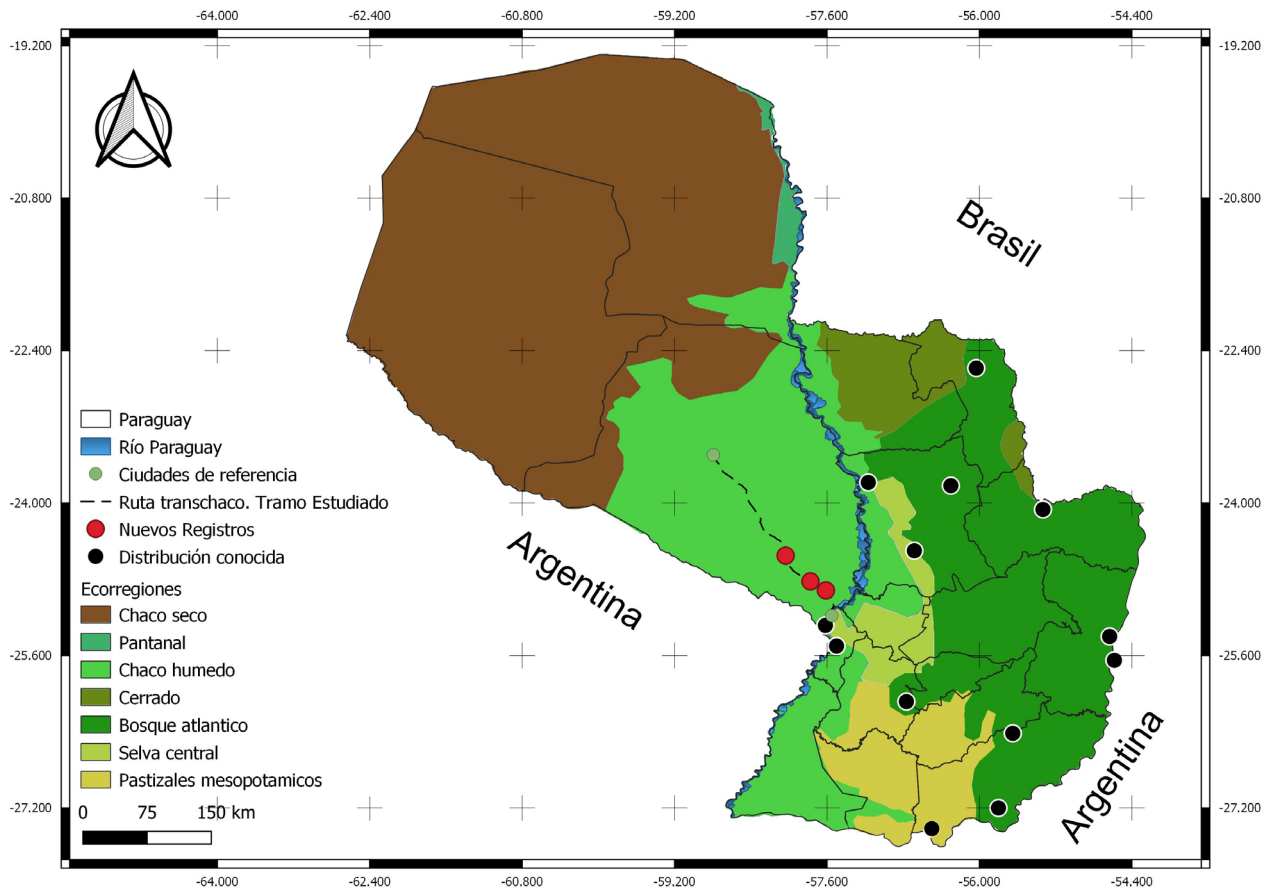 -64.000 -62.400 -60.800 -59.200 -57.600 -56.000 -54.400
-19.200 -19.200
-20.800 -20.800
Brasil
-22.400 -22.400
Paraguay
Río Paraguay
Ciudades de referencia
Ruta transchaco. Tramo Estudiado
Nuevos Registros
Distribución conocida
-24.000 -24.000
Argentina
Ecorregiones
Chaco seco
Pantanal
Chaco humedo
Cerrado
Bosque atlantico
Selva central
Pastizales mesopotamicos
-25.600 -25.600
Argentina
0 75 150 km
-27.200 -27.200
-64.000 -62.400 -60.800 -59.200 -57.600 -56.000 -54.400